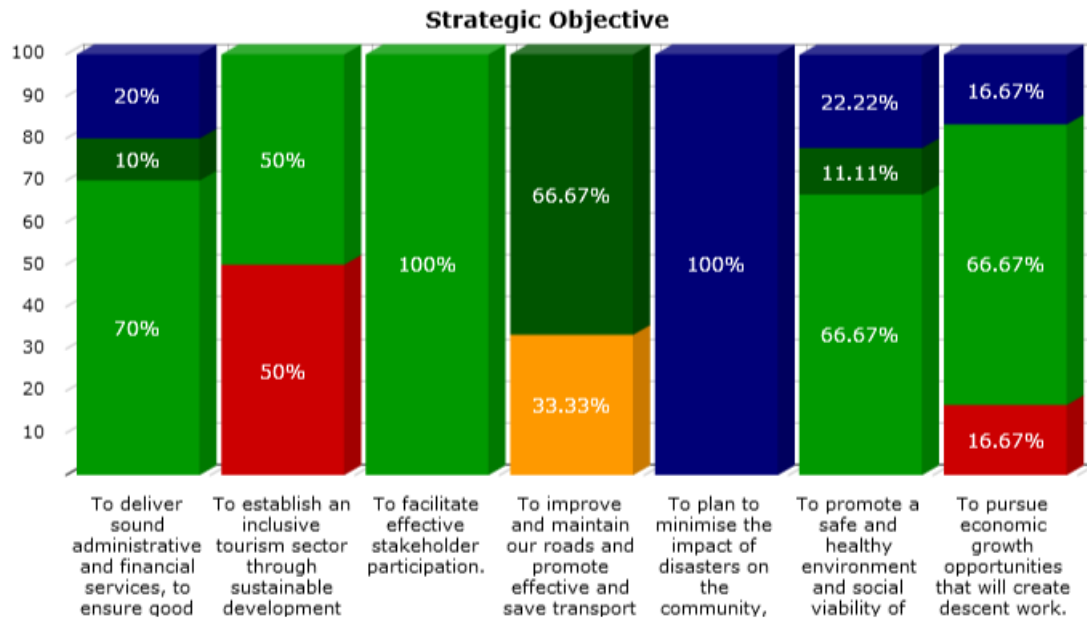 Strategic Objective
100
90
80
70
60
50
40
30
20
10
20%
10%
70%
50%
50%
100%
66.67%
33.33%
100%
22.22%
11.11%
66.67%
16.67%
66.67%
16.67%
To deliver
sound
administrative
and financial
services, to
ensure good
To establish an
inclusive
tourism sector
through
sustainable
development
To facilitate
effective
stakeholder
participation.
To improve
and maintain
our roads and
promote
effective and
save transport
To plan to
minimise the
impact of
disasters on
the
community,
To promote a
safe and
healthy
environment
and social
viability of
To pursue
economic
growth
opportunities
that will create
descent work.